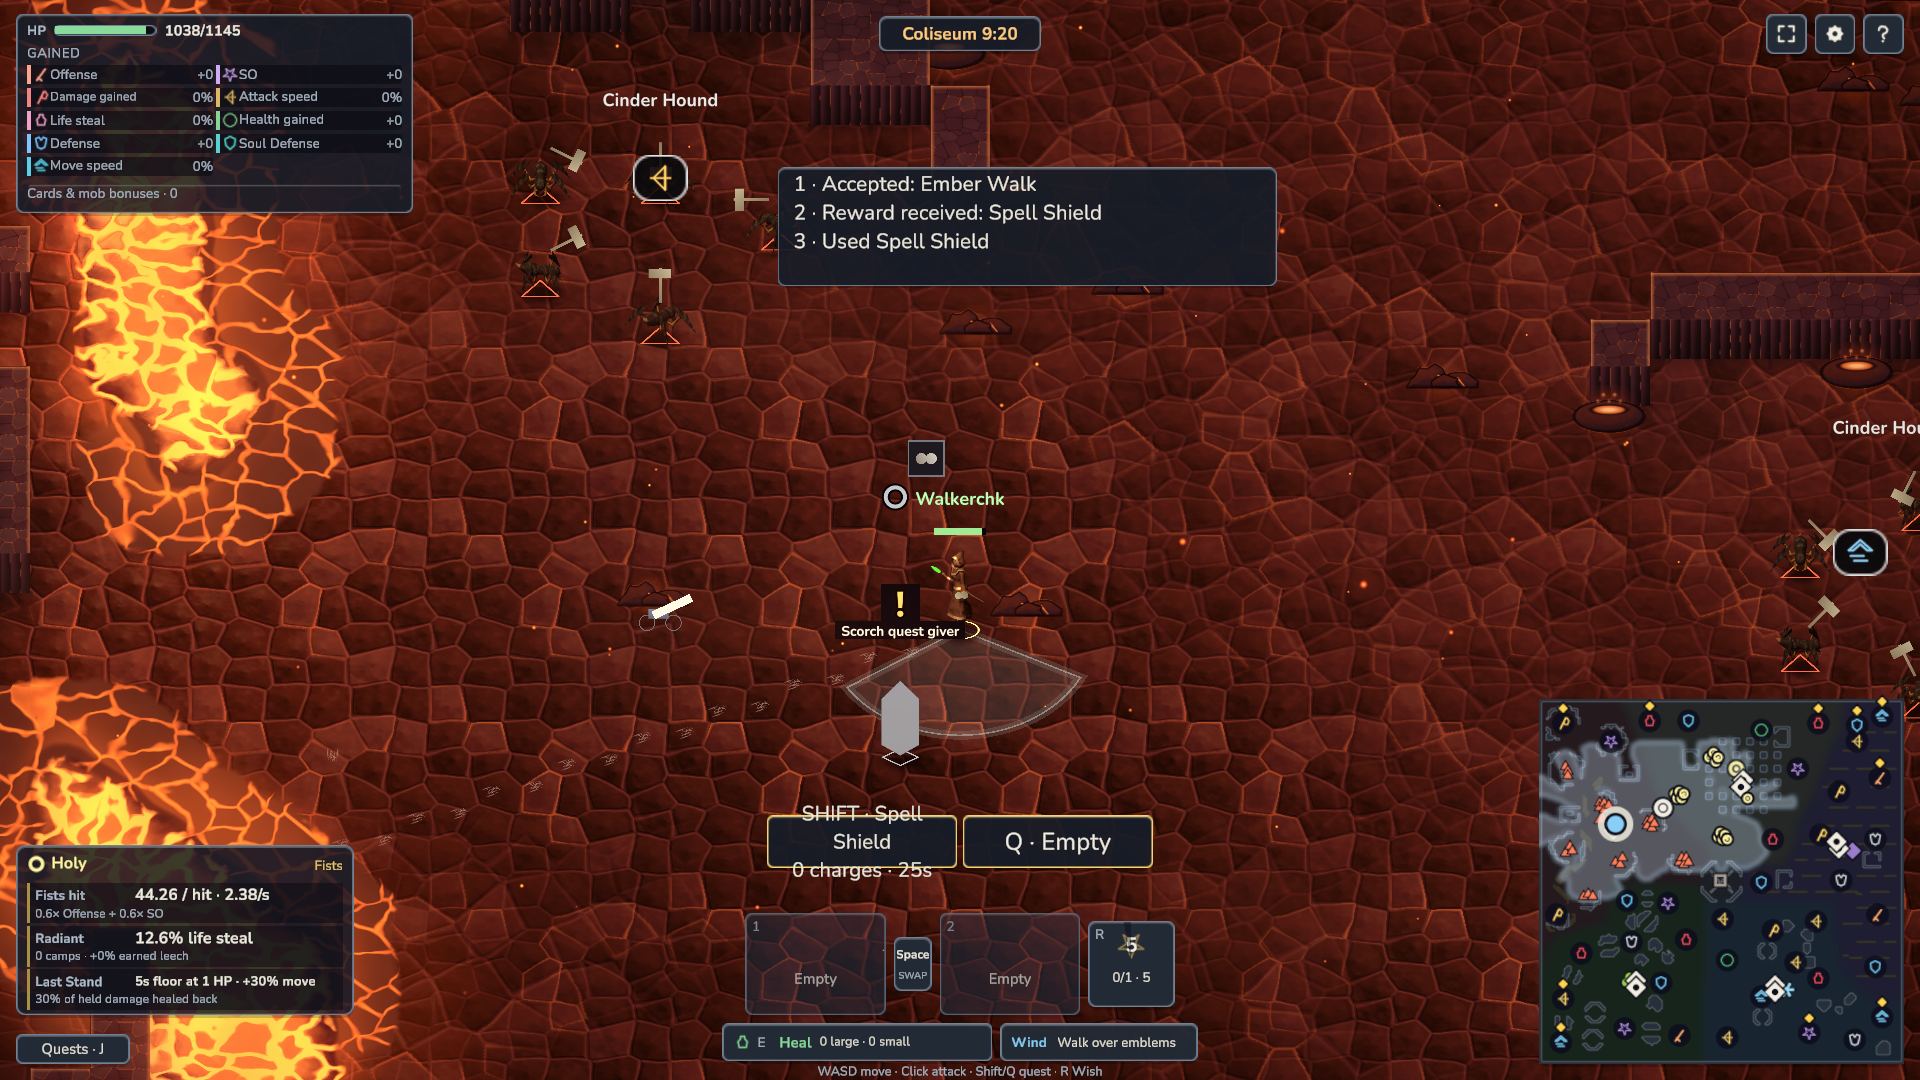 HP 1038/1145
GAINED
Offense +0 SO +0
Damage gained 0% Attack speed 0%
Life steal 0% Health gained +0
Defense +0 Soul Defense +0
Move speed 0%
Cards & mob bonuses · 0
Coliseum 9:20
?
Cinder Hound
1 · Accepted: Ember Walk
2 · Reward received: Spell Shield
3 · Used Spell Shield
Cinder Hou
Walkerchk
!
Scorch quest giver
SHIFT · Spell
Shield
0 charges · 25s
Q · Empty
Holy Fists
Fists hit 44.26 / hit · 2.38/s
0.6× Offense + 0.6× SO
Radiant 12.6% life steal
0 camps · +0% earned leech
Last Stand 5s floor at 1 HP · +30% move
30% of held damage healed back
Quests · J
1
Empty
Space
SWAP
2
Empty
R
5
0/1 · 5
E Heal 0 large · 0 small
Wind Walk over emblems
WASD move · Click attack · Shift/Q quest · R Wish